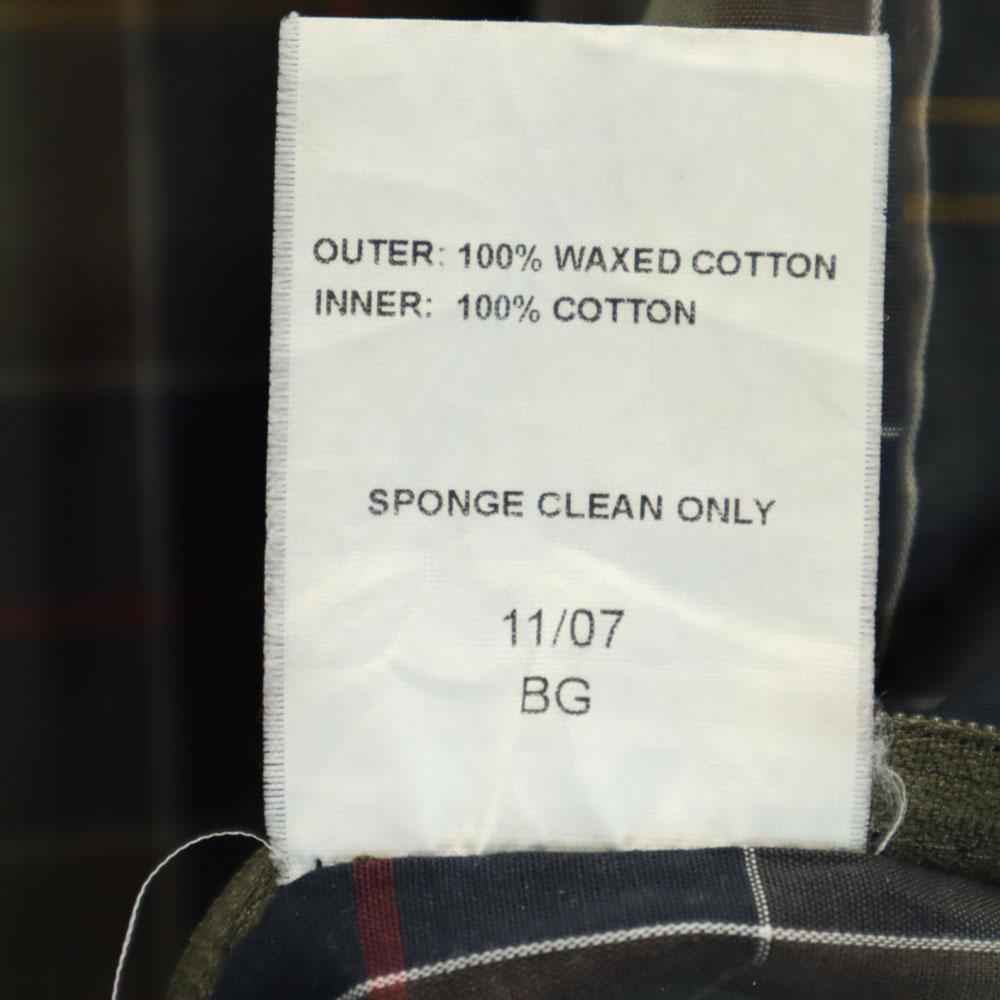 OUTER: 100% WAXED COTTON
INNER: 100% COTTON
SPONGE CLEAN ONLY
11/07
BG